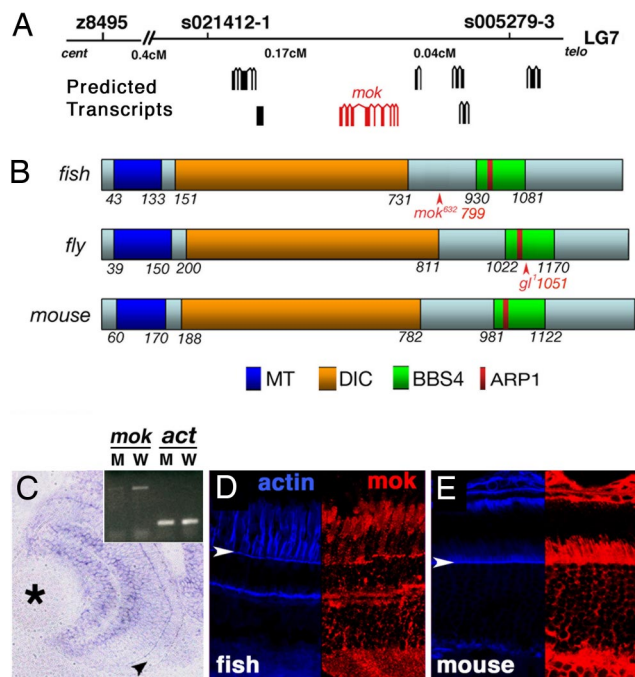 A
z8495
s021412-1
s005279-3
LG7
cent
0.4cM
0.17cM
0.04cM
telo
Predicted
Transcripts
mok
B
fish
43
133
151
731
mok632 799
930
1081
fly
39
150
200
811
1022
1170
gl1 1051
mouse
60
170
188
782
981
1122
MT
DIC
BBS4
ARP1
mok act
M W M W
C
*
D
actin
mok
fish
E
mouse